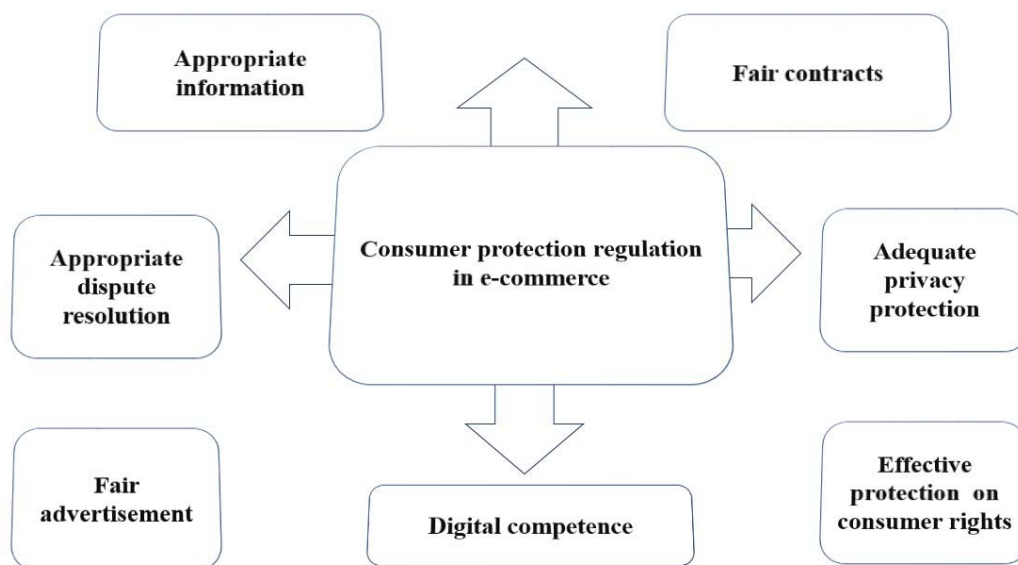 Appropriate
information
Fair contracts
Consumer protection regulation
in e-commerce
Appropriate
dispute
resolution
Adequate
privacy
protection
Fair
advertisement
Digital competence
Effective
protection on
consumer rights